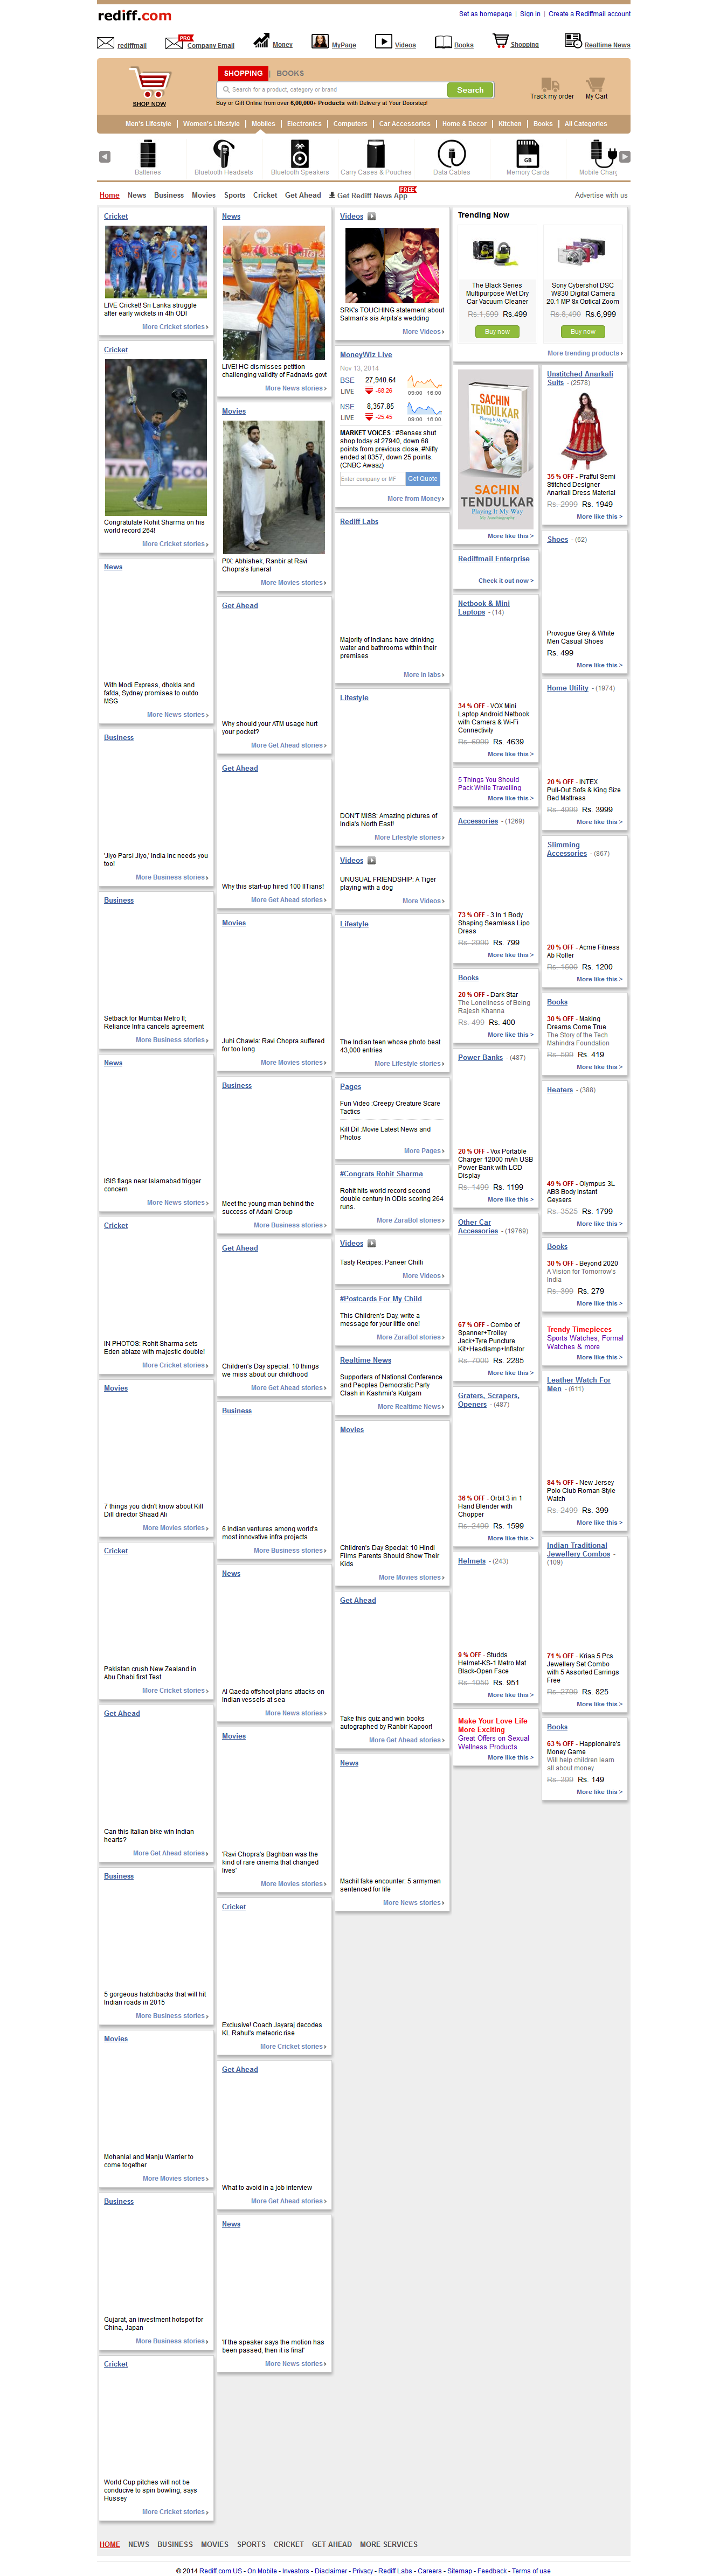 rediff.com
Set as homepage | Sign in | Create a Rediffmail account
rediffmail
PRO
Company Email
Money
MyPage
Videos
Books
Shopping
Realtime News
SHOP NOW
SHOPPING
BOOKS
Search for a product, category or brand
Search
Buy or Gift Online from over 6,00,000+ Products with Delivery at Your Doorstep!
Track my order
My Cart
Men's Lifestyle | Women's Lifestyle | Mobiles | Electronics | Computers | Car Accessories | Home & Decor | Kitchen | Books | All Categories
Batteries
Bluetooth Headsets
Bluetooth Speakers
Carry Cases & Pouches
Data Cables
GB
Memory Cards
Mobile Charg
Home News Business Movies Sports Cricket Get Ahead Get Rediff News App
FREE
Advertise with us
Cricket
LIVE Cricket! Sri Lanka struggle
after early wickets in 4th ODI
More Cricket stories
Cricket
Congratulate Rohit Sharma on his
world record 264!
More Cricket stories
News
With Modi Express, dhokla and
fafda, Sydney promises to outdo
MSG
More News stories
Business
'Jiyo Parsi Jiyo,' India Inc needs you
too!
More Business stories
Business
Setback for Mumbai Metro II;
Reliance Infra cancels agreement
More Business stories
News
ISIS flags near Islamabad trigger
concern
More News stories
Cricket
IN PHOTOS: Rohit Sharma sets
Eden ablaze with majestic double!
More Cricket stories
Movies
7 things you didn't know about Kill
Dill director Shaad Ali
More Movies stories
Cricket
Pakistan crush New Zealand in
Abu Dhabi first Test
More Cricket stories
Get Ahead
Can this Italian bike win Indian
hearts?
More Get Ahead stories
Business
5 gorgeous hatchbacks that will hit
Indian roads in 2015
More Business stories
Movies
Mohanlal and Manju Warrier to
come together
More Movies stories
Business
Gujarat, an investment hotspot for
China, Japan
More Business stories
Cricket
World Cup pitches will not be
conducive to spin bowling, says
Hussey
More Cricket stories
News
LIVE! HC dismisses petition
challenging validity of Fadnavis govt
More News stories
Movies
PIX: Abhishek, Ranbir at Ravi
Chopra's funeral
More Movies stories
Get Ahead
Why should your ATM usage hurt
your pocket?
More Get Ahead stories
Get Ahead
Why this start-up hired 100 IITians!
More Get Ahead stories
Movies
Juhi Chawla: Ravi Chopra suffered
for too long
More Movies stories
Business
Meet the young man behind the
success of Adani Group
More Business stories
Get Ahead
Children's Day special: 10 things
we miss about our childhood
More Get Ahead stories
Business
6 Indian ventures among world's
most innovative infra projects
More Business stories
News
Al Qaeda offshoot plans attacks on
Indian vessels at sea
More News stories
Movies
'Ravi Chopra's Baghban was the
kind of rare cinema that changed
lives'
More Movies stories
Cricket
Exclusive! Coach Jayaraj decodes
KL Rahul's meteoric rise
More Cricket stories
Get Ahead
What to avoid in a job interview
More Get Ahead stories
News
'If the speaker says the motion has
been passed, then it is final'
More News stories
Videos
SRK's TOUCHING statement about
Salman's sis Arpita's wedding
More Videos
MoneyWiz Live
Nov 13, 2014
BSE 27,940.64
LIVE -68.26
09:00 16:00
NSE 8,357.85
LIVE -25.45
09:00 16:00
MARKET VOICES : #Sensex shut
shop today at 27940, down 68
points from previous close, #Nifty
ended at 8357, down 25 points.
(CNBC Awaaz)
Enter company or MF
Get Quote
More from Money
Rediff Labs
Majority of Indians have drinking
water and bathrooms within their
premises
More in labs
Lifestyle
DON'T MISS: Amazing pictures of
India's North East!
More Lifestyle stories
Videos
UNUSUAL FRIENDSHIP: A Tiger
playing with a dog
More Videos
Lifestyle
The Indian teen whose photo beat
43,000 entries
More Lifestyle stories
Pages
Fun Video :Creepy Creature Scare
Tactics
Kill Dil :Movie Latest News and
Photos
More Pages
#Congrats Rohit Sharma
Rohit hits world record second
double century in ODIs scoring 264
runs.
More ZaraBol stories
Videos
Tasty Recipes: Paneer Chilli
More Videos
#Postcards For My Child
This Children's Day, write a
message for your little one!
More ZaraBol stories
Realtime News
Supporters of National Conference
and Peoples Democratic Party
Clash in Kashmir's Kulgam
More Realtime News
Movies
Children's Day Special: 10 Hindi
Films Parents Should Show Their
Kids
More Movies stories
Get Ahead
Take this quiz and win books
autographed by Ranbir Kapoor!
More Get Ahead stories
News
Machil fake encounter: 5 armymen
sentenced for life
More News stories
Trending Now
The Black Series
Multipurpose Wet Dry
Car Vacuum Cleaner
Rs.1,599 Rs.499
Buy now
Sony Cybershot DSC
W830 Digital Camera
20.1 MP 8x Optical Zoom
Rs.8,490 Rs.6,999
Buy now
More trending products
SACHIN
TENDULKAR
Playing It My Way
SACHIN
TENDULKAR
Playing It My Way
My Autobiography
More like this >
Rediffmail Enterprise
Check it out now >
Netbook & Mini
Laptops - (14)
34 % OFF - VOX Mini
Laptop Android Netbook
with Camera & Wi-Fi
Connectivity
Rs. 6999 Rs. 4639
More like this >
5 Things You Should
Pack While Travelling
More like this >
Accessories - (1269)
73 % OFF - 3 In 1 Body
Shaping Seamless Lipo
Dress
Rs. 2990 Rs. 799
More like this >
Books
20 % OFF - Dark Star
The Loneliness of Being
Rajesh Khanna
Rs. 499 Rs. 400
More like this >
Power Banks - (487)
20 % OFF - Vox Portable
Charger 12000 mAh USB
Power Bank with LCD
Display
Rs. 1499 Rs. 1199
More like this >
Other Car
Accessories - (19769)
67 % OFF - Combo of
Spanner+Trolley
Jack+Tyre Puncture
Kit+Headlamp+Inflator
Rs. 7000 Rs. 2285
More like this >
Graters, Scrapers,
Openers - (487)
36 % OFF - Orbit 3 in 1
Hand Blender with
Chopper
Rs. 2499 Rs. 1599
More like this >
Helmets - (243)
9 % OFF - Studds
Helmet-KS-1 Metro Mat
Black-Open Face
Rs. 1050 Rs. 951
More like this >
Make Your Love Life
More Exciting
Great Offers on Sexual
Wellness Products
More like this >
Unstitched Anarkali
Suits - (2578)
35 % OFF - Prafful Semi
Stitched Designer
Anarkali Dress Material
Rs. 2999 Rs. 1949
More like this >
Shoes - (62)
Provogue Grey & White
Men Casual Shoes
Rs. 499
More like this >
Home Utility - (1974)
20 % OFF - INTEX
Pull-Out Sofa & King Size
Bed Mattress
Rs. 4999 Rs. 3999
More like this >
Slimming
Accessories - (867)
20 % OFF - Acme Fitness
Ab Roller
Rs. 1500 Rs. 1200
More like this >
Books
30 % OFF - Making
Dreams Come True
The Story of the Tech
Mahindra Foundation
Rs. 599 Rs. 419
More like this >
Heaters - (388)
49 % OFF - Olympus 3L
ABS Body Instant
Geysers
Rs. 3525 Rs. 1799
More like this >
Books
30 % OFF - Beyond 2020
A Vision for Tomorrow's
India
Rs. 399 Rs. 279
More like this >
Trendy Timepieces
Sports Watches, Formal
Watches & more
More like this >
Leather Watch For
Men - (611)
84 % OFF - New Jersey
Polo Club Roman Style
Watch
Rs. 2499 Rs. 399
More like this >
Indian Traditional
Jewellery Combos -
(109)
71 % OFF - Kriaa 5 Pcs
Jewellery Set Combo
with 5 Assorted Earrings
Free
Rs. 2799 Rs. 825
More like this >
Books
63 % OFF - Happionaire's
Money Game
Will help children learn
all about money
Rs. 399 Rs. 149
More like this >
HOME NEWS BUSINESS MOVIES SPORTS CRICKET GET AHEAD MORE SERVICES
© 2014 Rediff.com US - On Mobile - Investors - Disclaimer - Privacy - Rediff Labs - Careers - Sitemap - Feedback - Terms of use